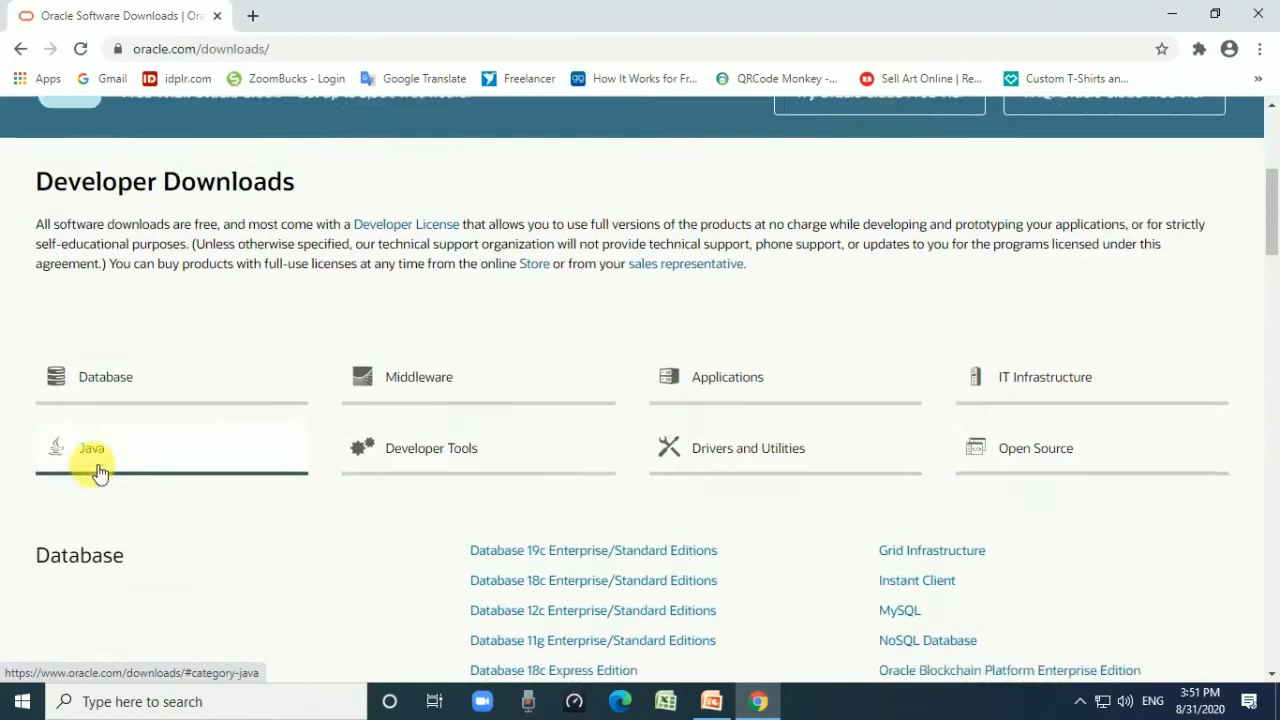 Oracle Software Downloads | Ora
oracle.com/downloads/
Apps Gmail idplr.com ZoomBucks - Login Google Translate Freelancer How It Works for Fr... QRCode Monkey -... Sell Art Online | Re... Custom T-Shirts an... »
Developer Downloads
All software downloads are free, and most come with a Developer License that allows you to use full versions of the products at no charge while developing and prototyping your applications, or for strictly
self-educational purposes. (Unless otherwise specified, our technical support organization will not provide technical support, phone support, or updates to you for the programs licensed under this
agreement.) You can buy products with full-use licenses at any time from the online Store or from your sales representative.
Database Middleware Applications IT Infrastructure
Java Developer Tools Drivers and Utilities Open Source
Database
Database 19c Enterprise/Standard Editions
Database 18c Enterprise/Standard Editions
Database 12c Enterprise/Standard Editions
Database 11g Enterprise/Standard Editions
Database 18c Express Edition
Grid Infrastructure
Instant Client
MySQL
NoSQL Database
Oracle Blockchain Platform Enterprise Edition
https://www.oracle.com/downloads/#category-java
Type here to search
ENG
3:51 PM
8/31/2020